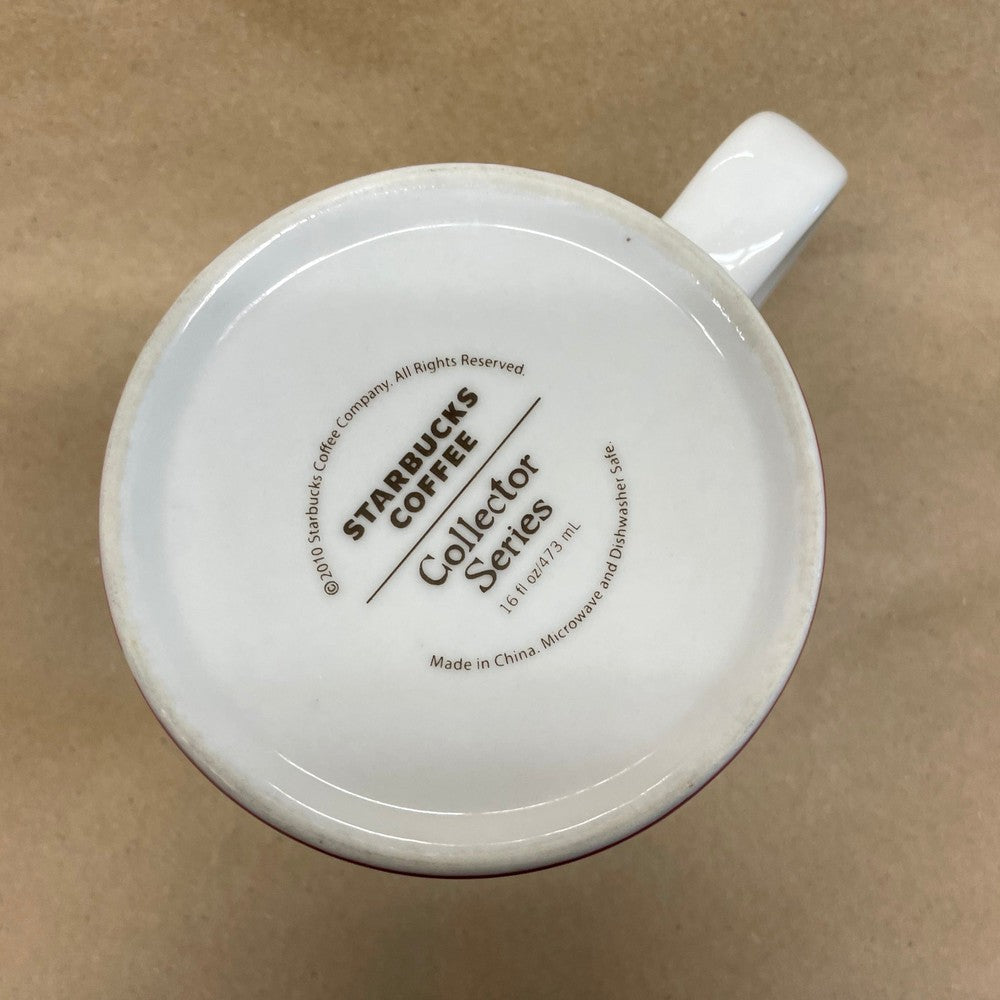 ©2010 Starbucks Coffee Company. All Rights Reserved.
STARBUCKS
COFFEE
Collector
Series
16 fl oz/473 mL
Made in China. Microwave and Dishwasher Safe.